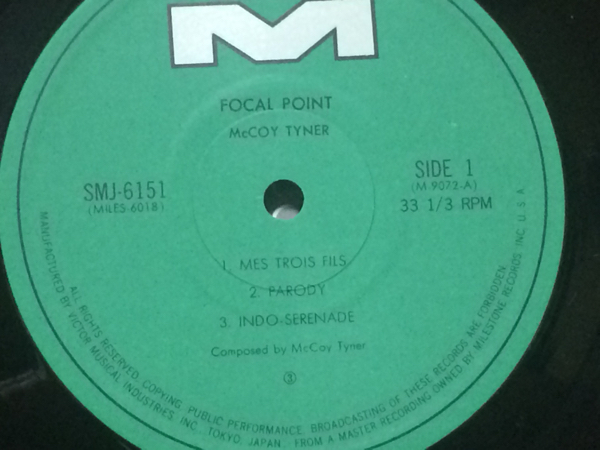 M
FOCAL POINT
McCOY TYNER
SMJ-6151
(MILES 6018)
SIDE 1
(M-9072-A)
33 1/3 RPM
1. MES TROIS FILS
2. PARODY
3. INDO-SERENADE
Composed by McCoy Tyner
③
ALL RIGHTS RESERVED. COPYING, PUBLIC PERFORMANCE, BROADCASTING OF THESE RECORDS ARE FORBIDDEN.
MANUFACTURED BY VICTOR MUSICAL INDUSTRIES, INC., TOKYO, JAPAN. FROM A MASTER RECORDING OWNED BY MILESTONE RECORDS INC U.S.A.